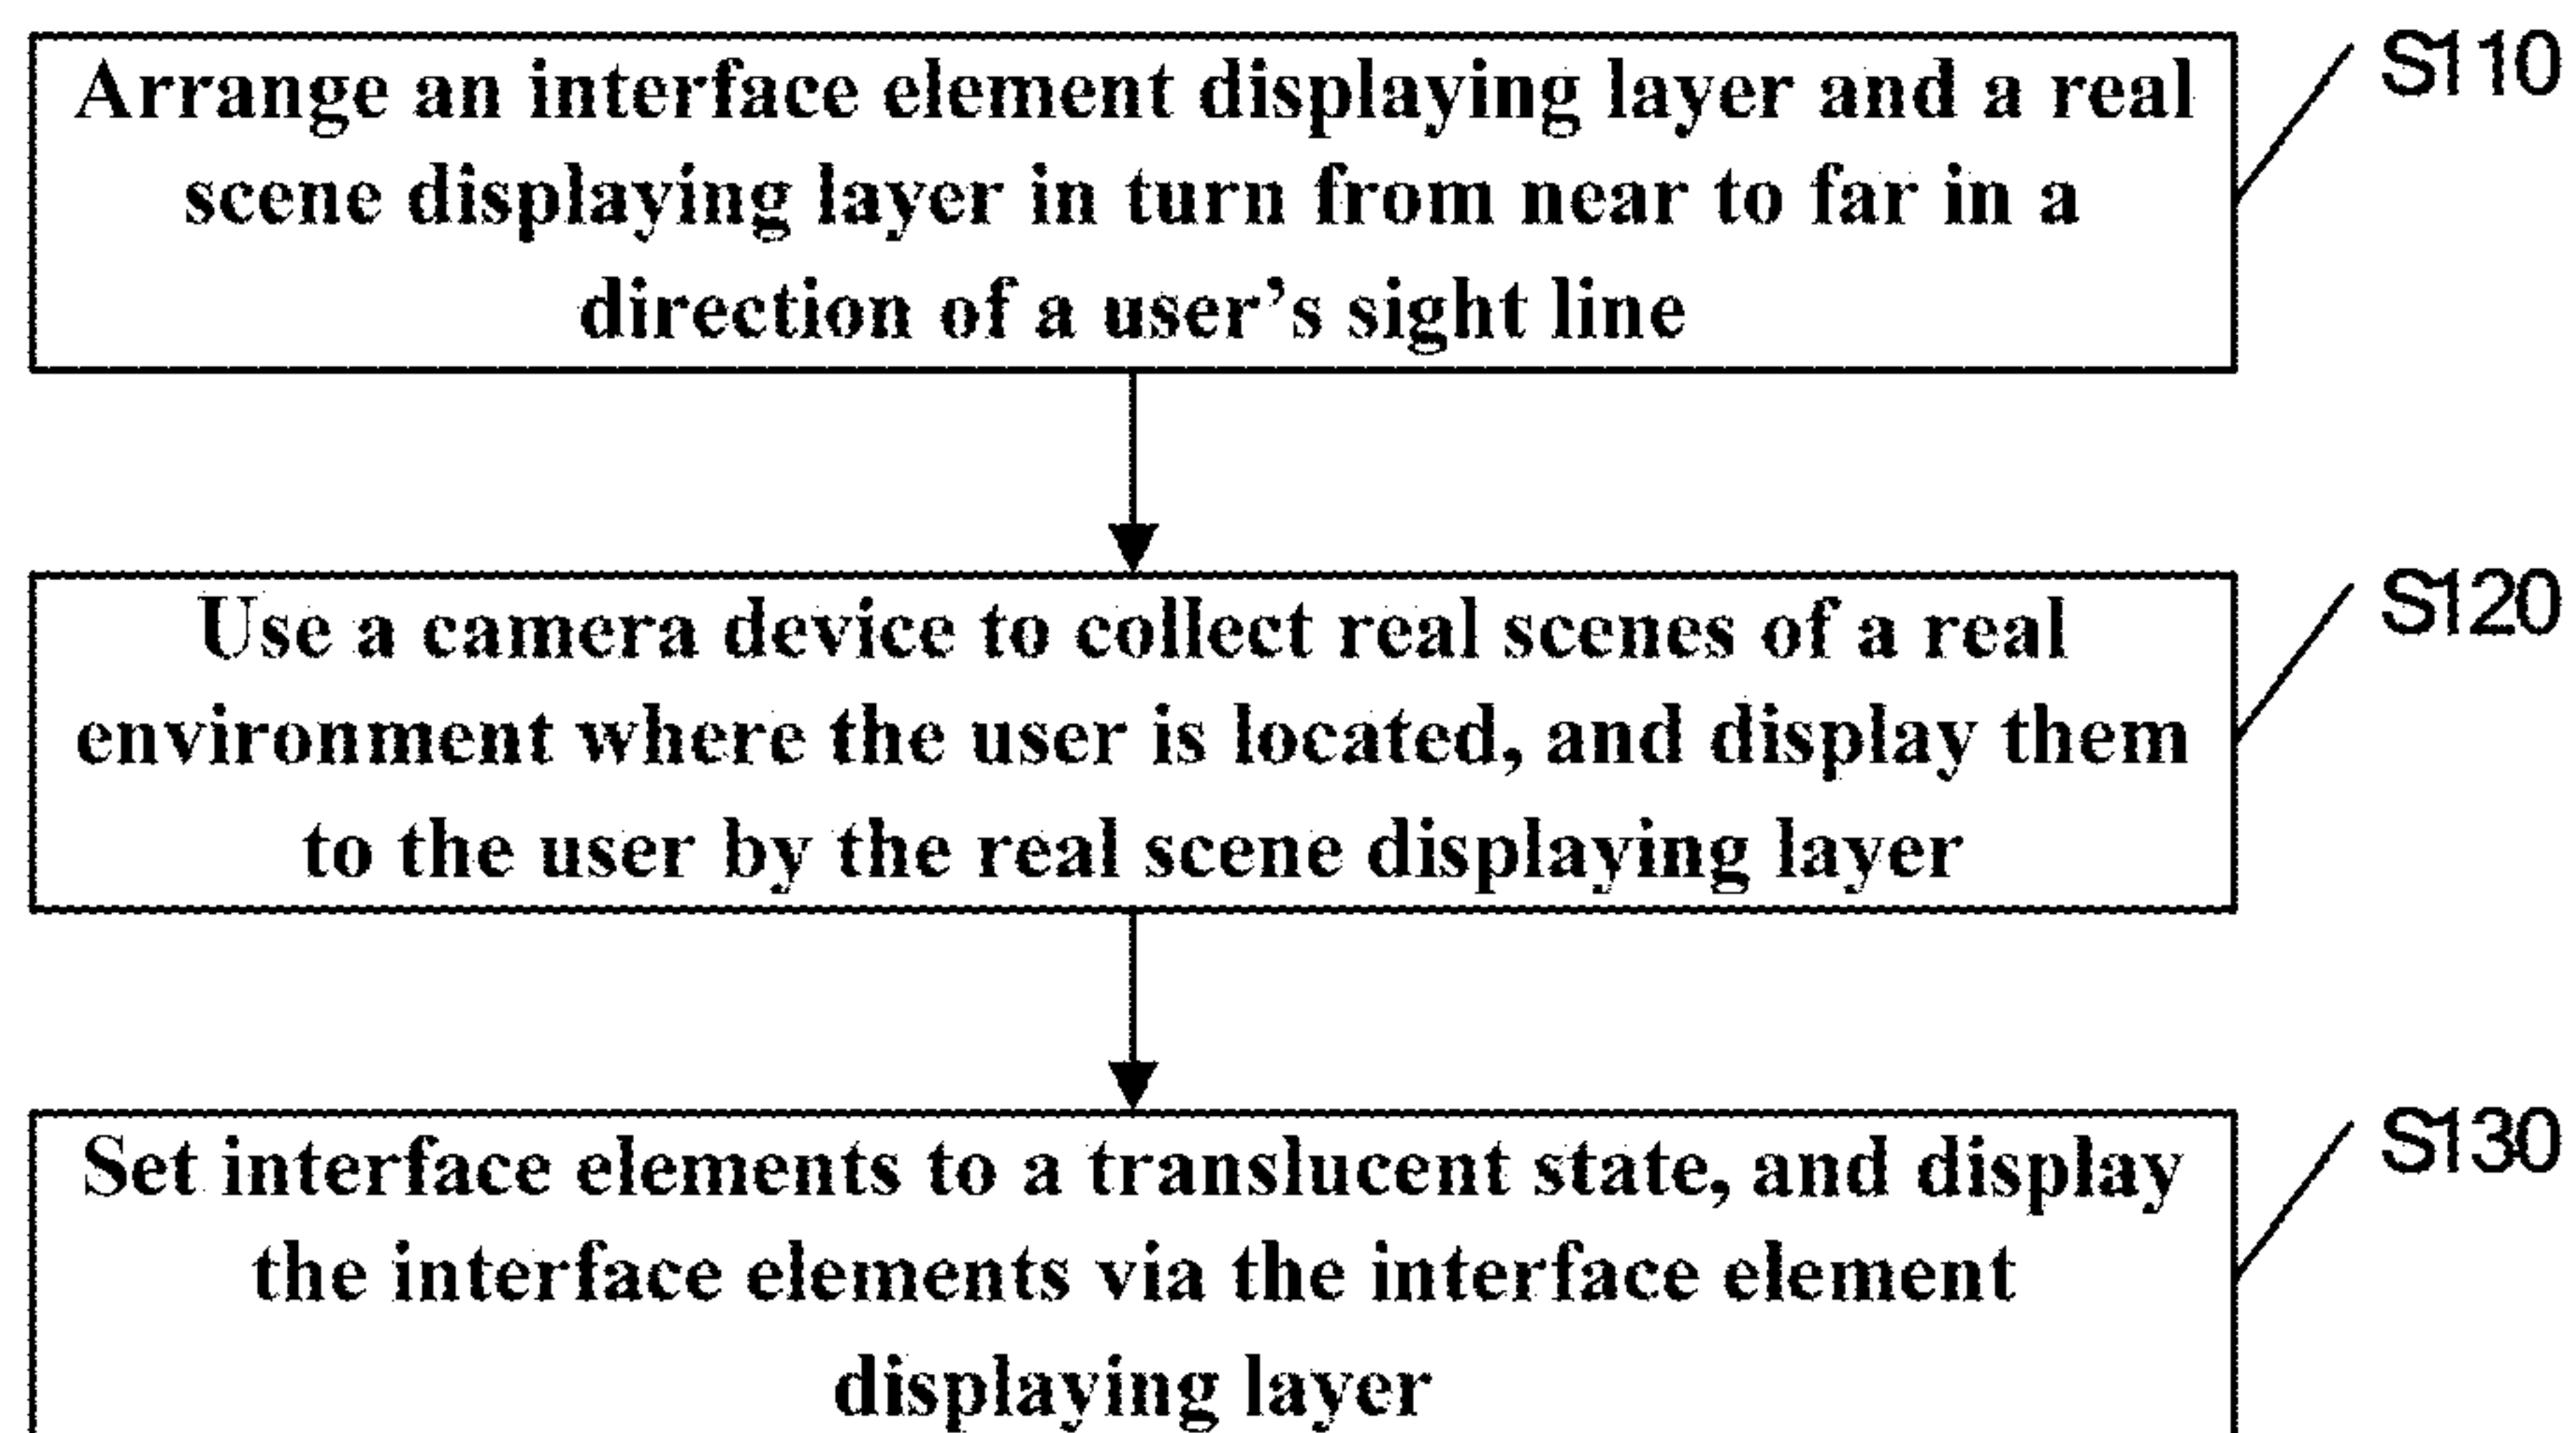 Arrange an interface element displaying layer and a real
scene displaying layer in turn from near to far in a
direction of a user’s sight line
S110
Use a camera device to collect real scenes of a real
environment where the user is located, and display them
to the user by the real scene displaying layer
S120
Set interface elements to a translucent state, and display
the interface elements via the interface element
displaying layer
S130